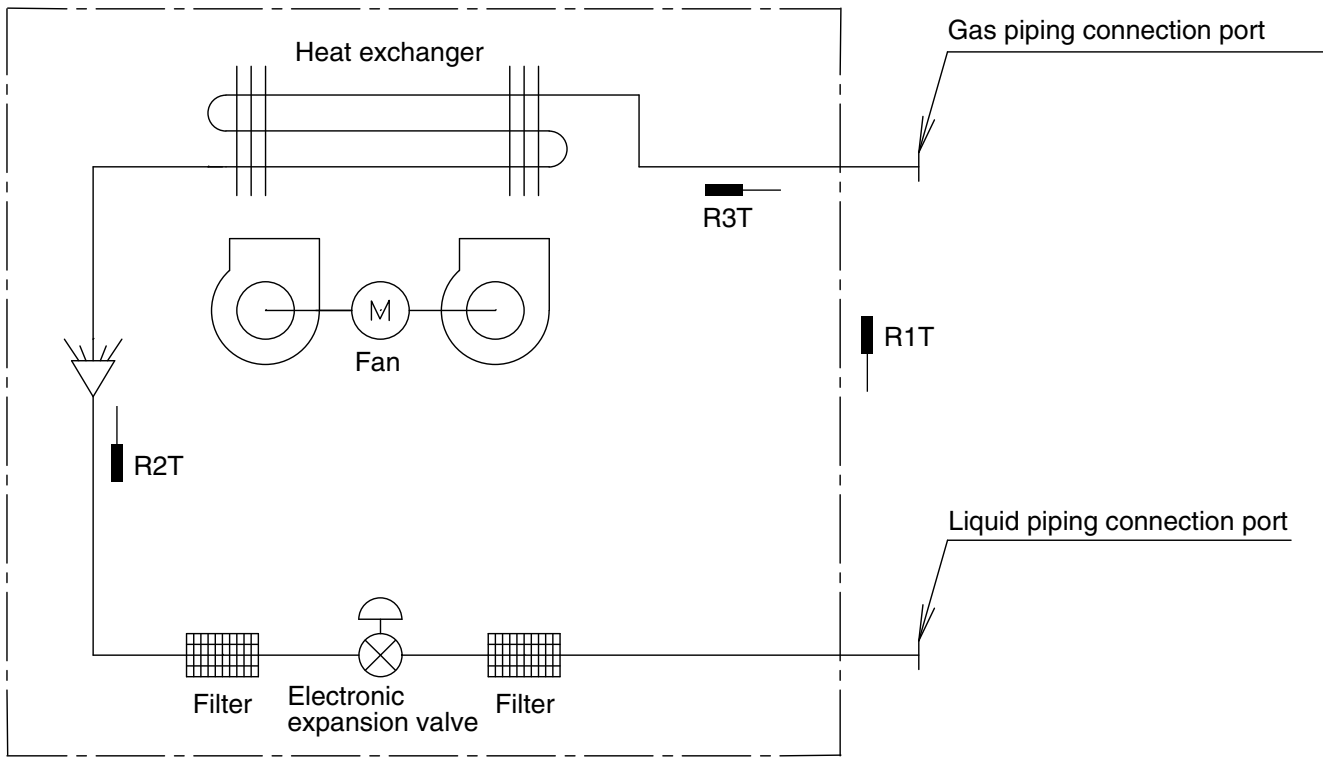 Gas piping connection port
Heat exchanger
R3T
M
Fan
R1T
R2T
Liquid piping connection port
Filter
Electronic
expansion valve
Filter